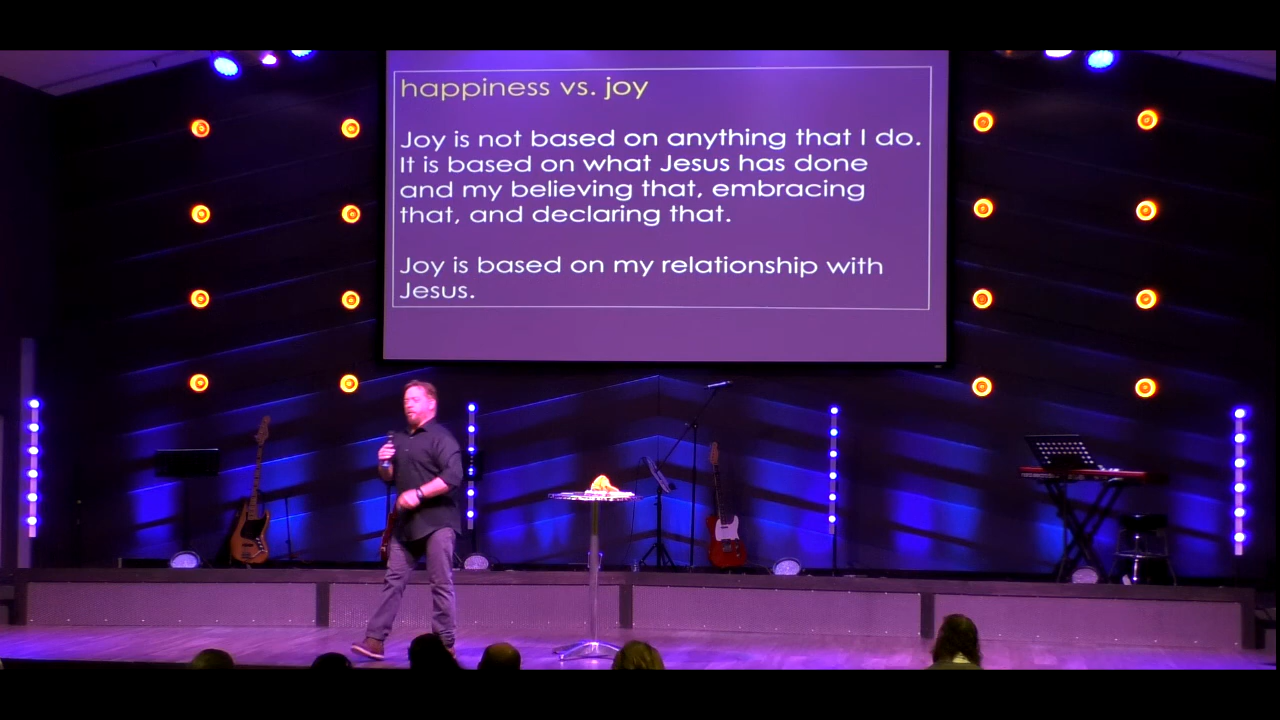 happiness vs. joy
Joy is not based on anything that I do.
It is based on what Jesus has done
and my believing that, embracing
that, and declaring that.
Joy is based on my relationship with
Jesus.